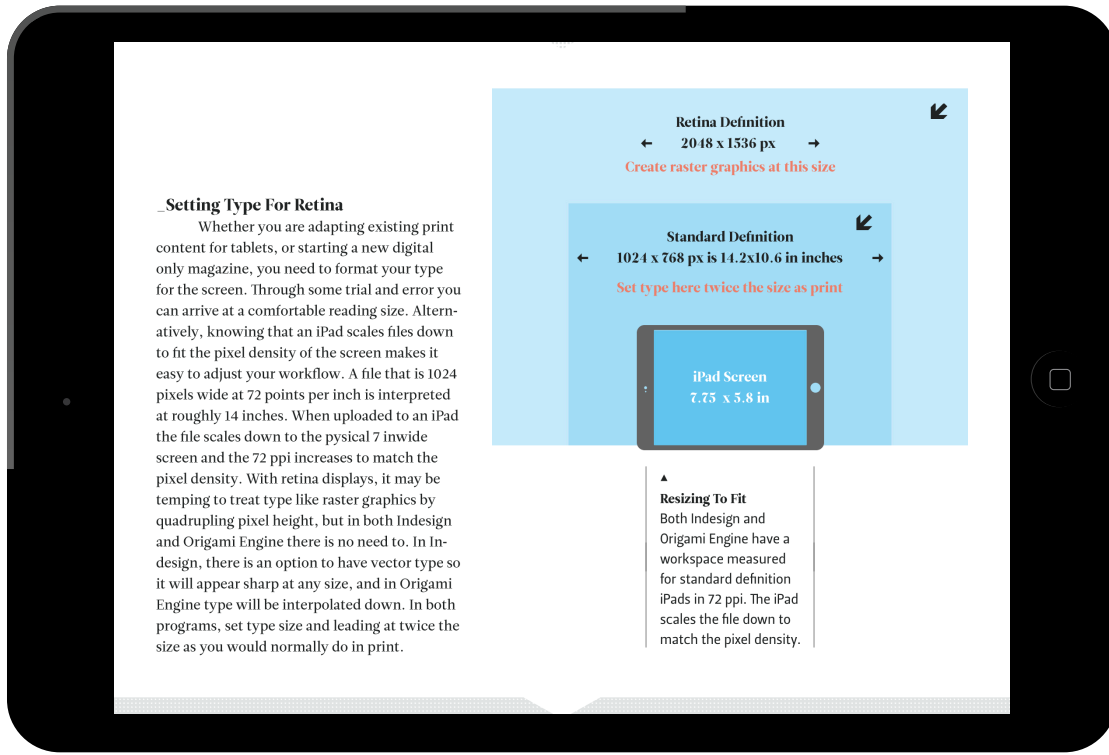 _Setting Type For Retina
Whether you are adapting existing print
content for tablets, or starting a new digital
only magazine, you need to format your type
for the screen. Through some trial and error you
can arrive at a comfortable reading size. Altern-
atively, knowing that an iPad scales files down
to fit the pixel density of the screen makes it
easy to adjust your workflow. A file that is 1024
pixels wide at 72 points per inch is interpreted
at roughly 14 inches. When uploaded to an iPad
the file scales down to the pysical 7 inwide
screen and the 72 ppi increases to match the
pixel density. With retina displays, it may be
temping to treat type like raster graphics by
quadrupling pixel height, but in both Indesign
and Origami Engine there is no need to. In In-
design, there is an option to have vector type so
it will appear sharp at any size, and in Origami
Engine type will be interpolated down. In both
programs, set type size and leading at twice the
size as you would normally do in print.
Retina Definition
← 2048 x 1536 px →
Create raster graphics at this size
Standard Definition
← 1024 x 768 px is 14.2x10.6 in inches →
Set type here twice the size as print
iPad Screen
7.75 x 5.8 in
▲
Resizing To Fit
Both Indesign and
Origami Engine have a
workspace measured
for standard definition
iPads in 72 ppi. The iPad
scales the file down to
match the pixel density.